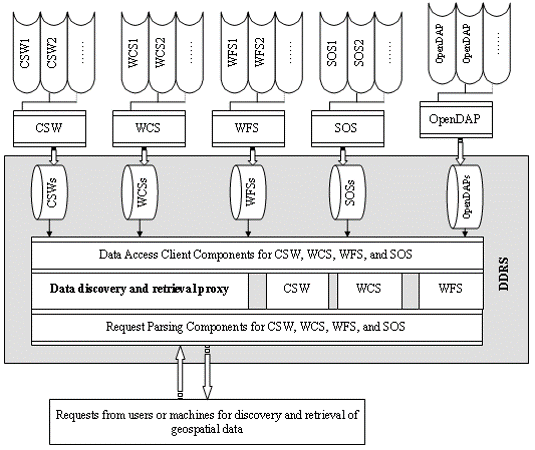 CSW1
CSW2
......
WCS1
WCS2
......
WFS1
WFS2
......
SOS1
SOS2
......
OpenDAP
OpenDAP
......
CSW
WCS
WFS
SOS
OpenDAP
CSWs
WCSs
WFSs
SOSs
OpenDAPs
Data Access Client Components for CSW, WCS, WFS, and SOS
Data discovery and retrieval proxy
CSW
WCS
WFS
Request Parsing Components for CSW, WCS, WFS, and SOS
DDRS
Requests from users or machines for discovery and retrieval of
geospatial data